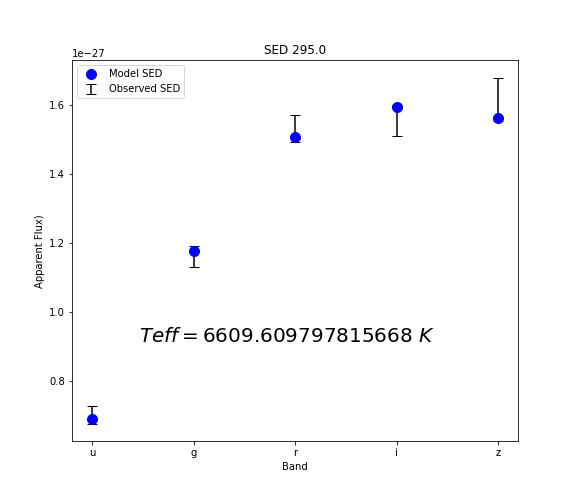 SED 295.0
1e−27
Model SED
Observed SED
1.6
1.4
1.2
1.0
0.8
Apparent Flux)
Teff = 6609.609797815668 K
u g r i z
Band